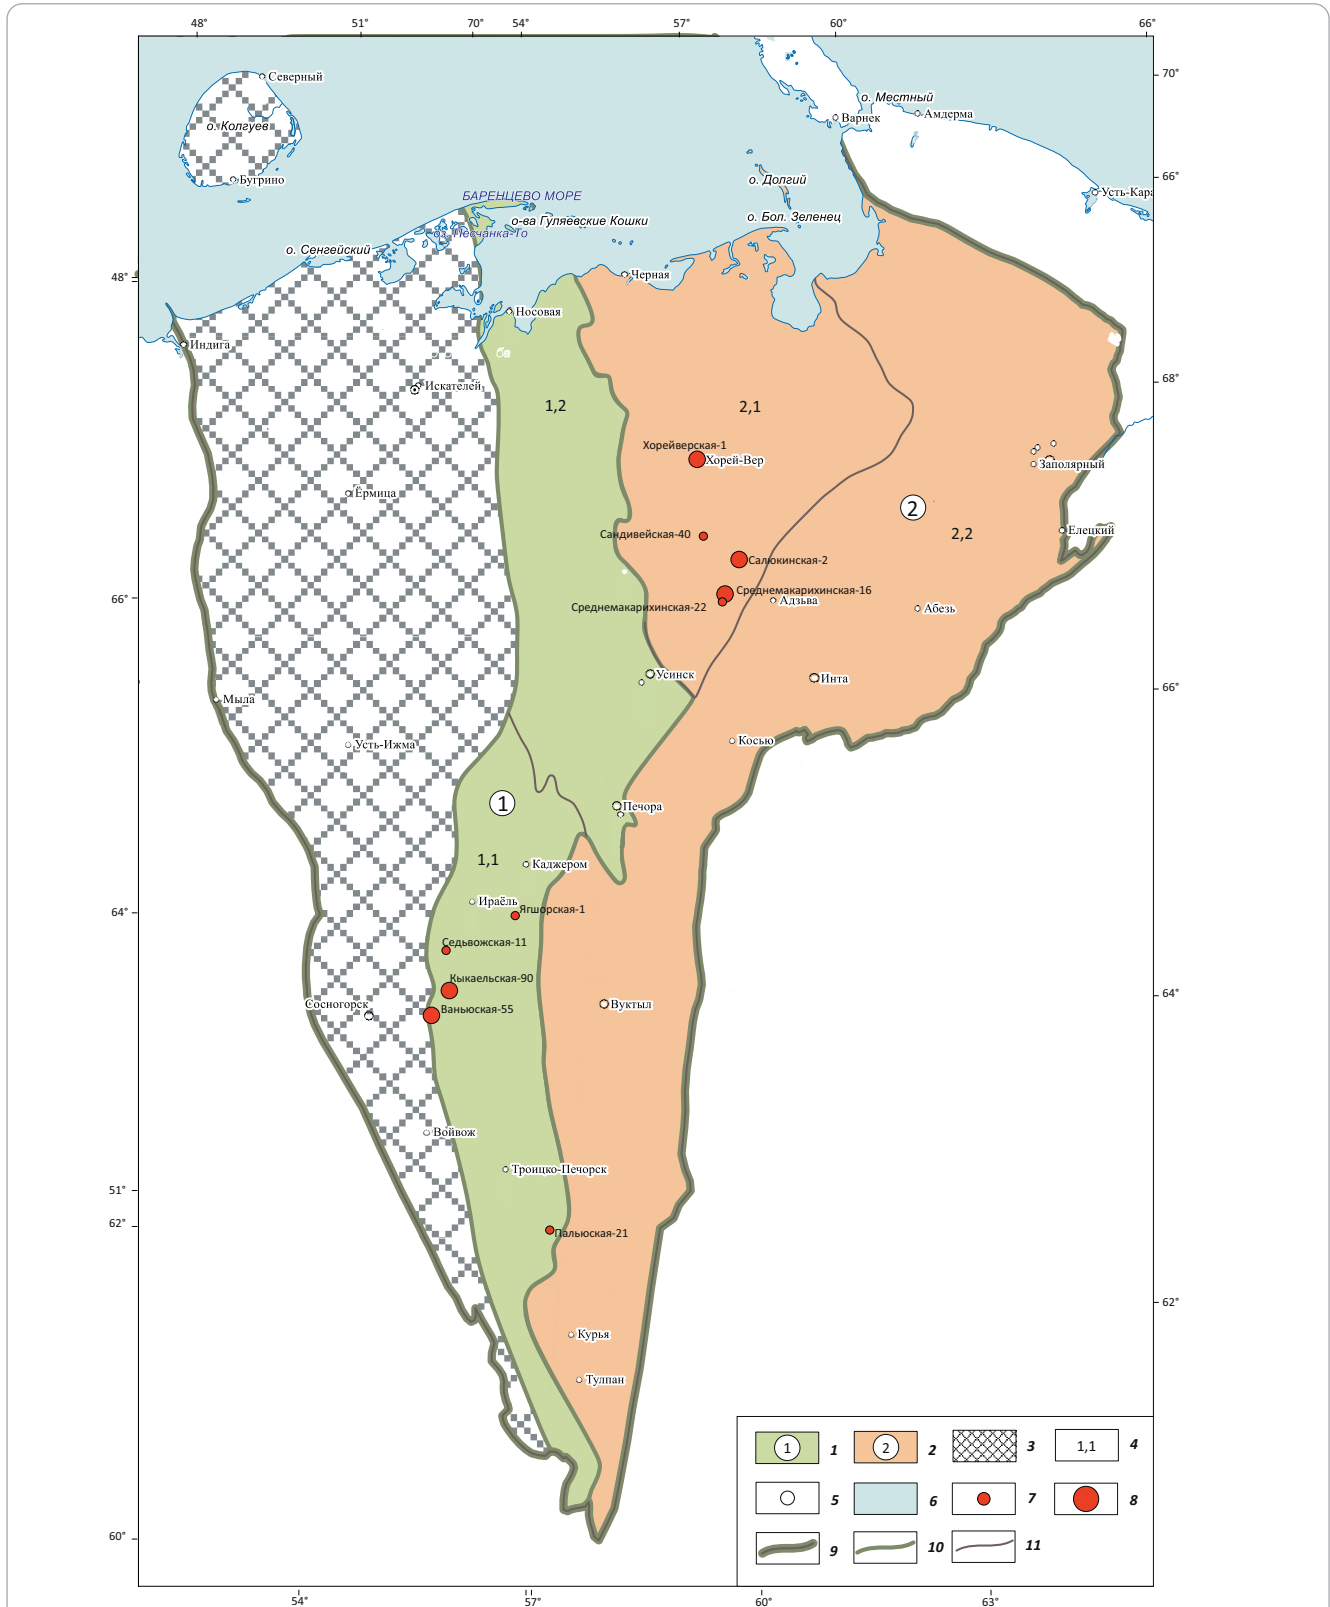 48° 51° 70° 54° 57° 60° 66°
Северный
70°
о. Местный
Варнек
Амдерма
о. Колгуев
Бугрино
о. Долгий
66°
Усть-Кара
БАРЕНЦЕВО МОРЕ
о-ва Гуляевские Кошки
о. Бол. Зеленец
оз. Песчанка-То
о. Сенгейский
48°
Черная
Носовая
Индига
Искателей
68°
1,2
2,1
Хорейверская-1
Хорей-Вер
Заполярный
Ермица
2
2,2
Елецкий
Сандивейская-40
Салюкинская-2
66°
Среднемакарихинская-16
Адзьва
Среднемакарихинская-22
Абезь
Усинск
Инта
66°
Мыла
Усть-Ижма
Косью
1
Печора
1,1
Каджером
Ираёль
Ягшорская-1
64°
Седьвожская-11
Кыкаельская-90
64°
Сосногорск
Ваньюская-55
Вуктыл
Войвож
Троицко-Печорск
51°
62°
Пальюская-21
62°
Курья
Тулпан
1 1 2 2 3 1,1 4
5 6 7 8
9 10 11
60°
54° 57° 60° 63°